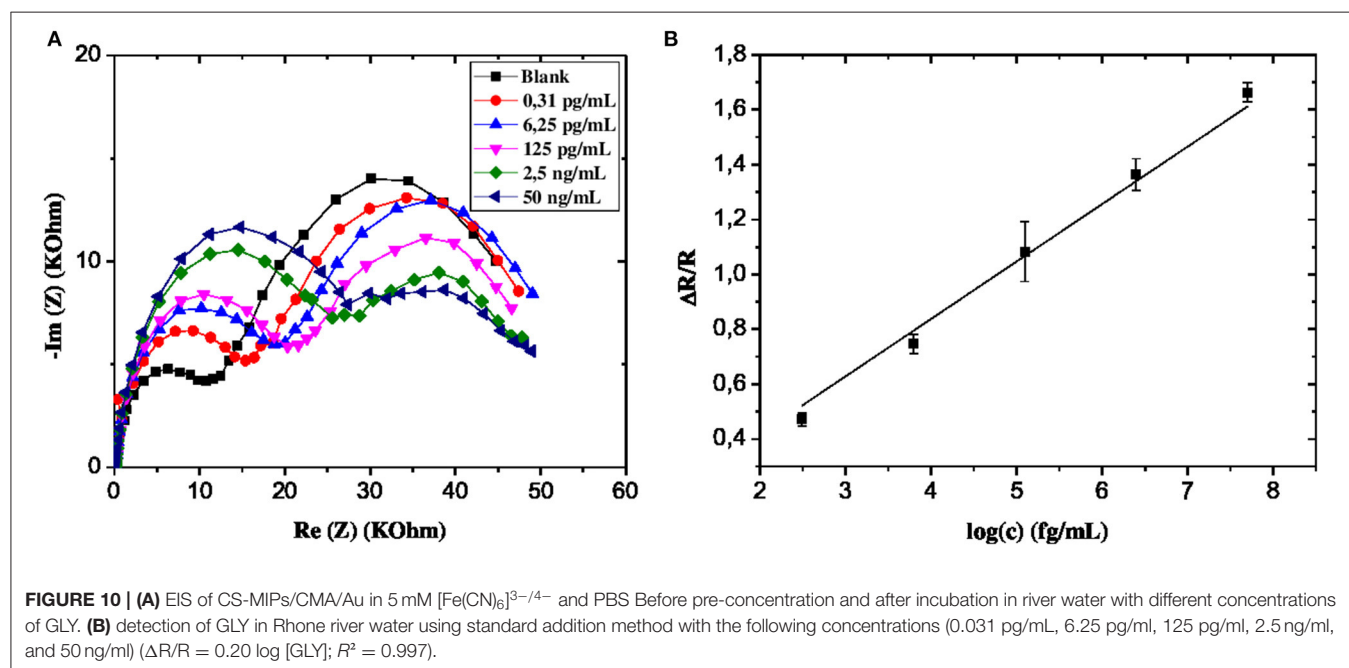 A
20
10
0
-Im (Z) (KOhm)
Blank
0,31 pg/mL
6,25 pg/mL
125 pg/mL
2,5 ng/mL
50 ng/mL
0 10 20 30 40 50 60
Re (Z) (KOhm)
B
1,8
1,6
1,4
1,2
1,0
0,8
0,6
0,4
ΔR/R
2 3 4 5 6 7 8
log(c) (fg/mL)
FIGURE 10 | (A) EIS of CS-MIPs/CMA/Au in 5 mM [Fe(CN)₆]³⁻/⁴⁻ and PBS Before pre-concentration and after incubation in river water with different concentrations
of GLY. (B) detection of GLY in Rhone river water using standard addition method with the following concentrations (0.031 pg/mL, 6.25 pg/ml, 125 pg/ml, 2.5 ng/ml,
and 50 ng/ml) (ΔR/R = 0.20 log [GLY]; R² = 0.997).